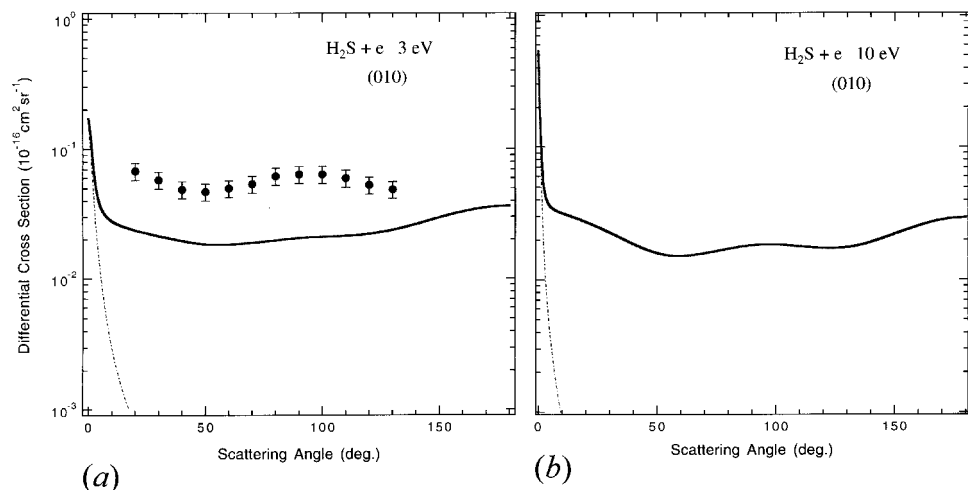 Differential Cross Section (10⁻¹⁶cm²sr⁻¹)
10⁰
10⁻¹
10⁻²
10⁻³
H₂S + e 3 eV
(010)
0
50
100
150
Scattering Angle (deg.)
(a)
H₂S + e 10 eV
(010)
0
50
100
150
Scattering Angle (deg.)
(b)